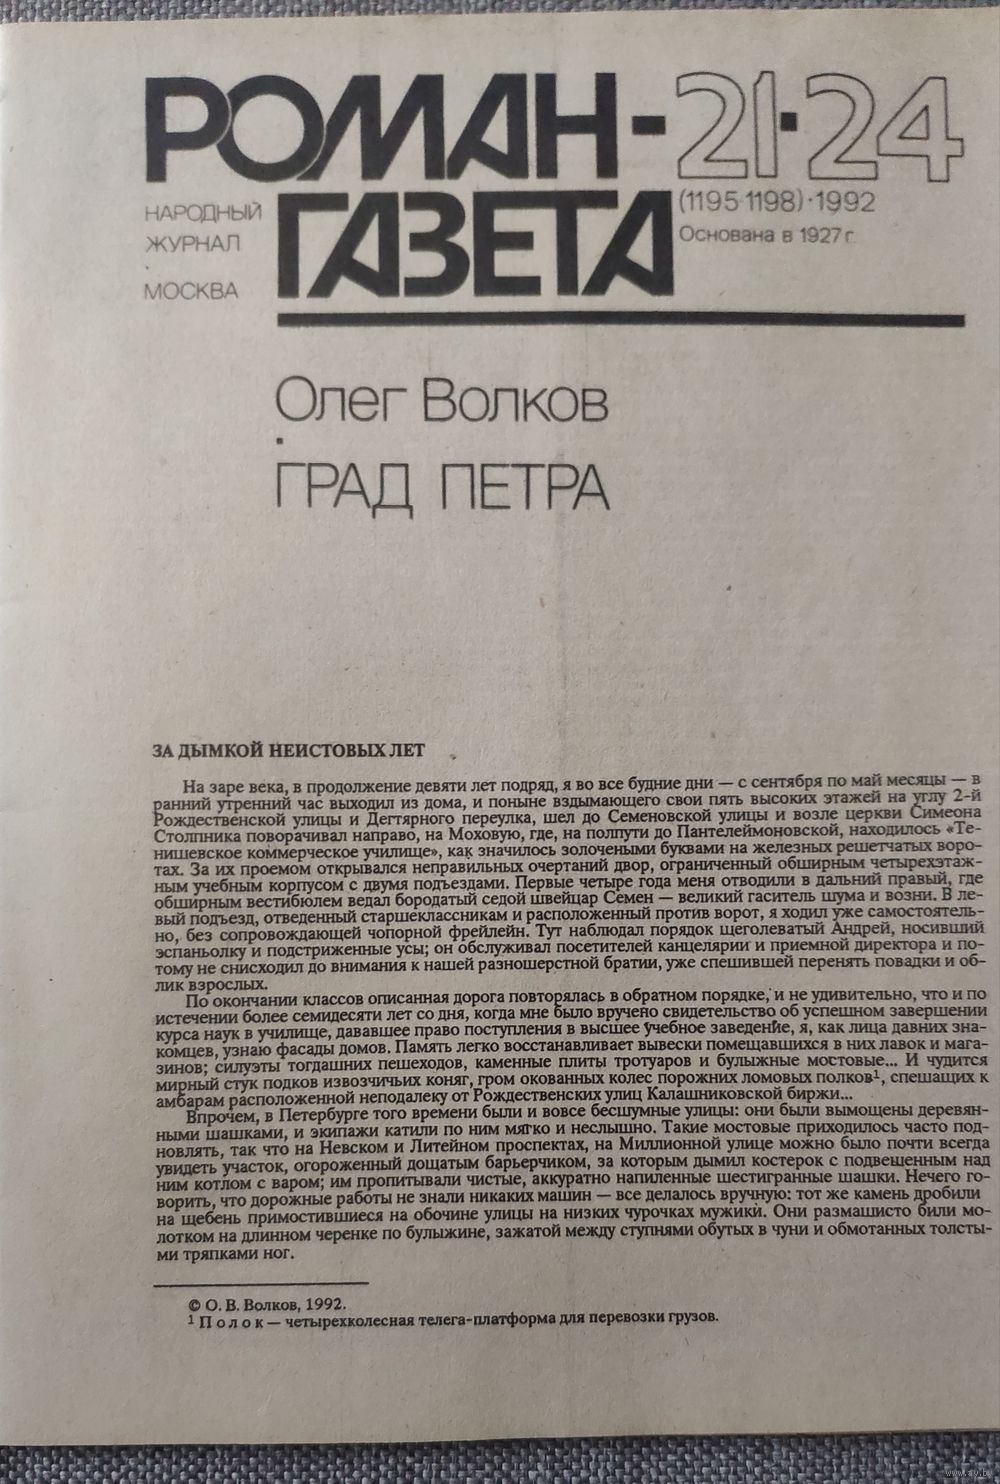 РОМАН-21·24
ГАЗЕТА
(1195-1198)·1992
Основана в 1927 г.
НАРОДНЫЙ
ЖУРНАЛ
МОСКВА
Олег Волков
ГРАД ПЕТРА
ЗА ДЫМКОЙ НЕИСТОВЫХ ЛЕТ
На заре века, в продолжение девяти лет подряд, я во все будние дни — с сентября по май месяцы — в
ранний утренний час выходил из дома, и поныне вздымающего свои пять высоких этажей на углу 2-й
Рождественской улицы и Дегтярного переулка, шел до Семеновской улицы и возле церкви Симеона
Столпника поворачивал направо, на Моховую, где, на полпути до Пантелеймоновской, находилось «Те-
нишевское коммерческое училище», как значилось золочеными буквами на железных решетчатых воро-
тах. За их проемом открывался неправильных очертаний двор, ограниченный обширным четырехэтаж-
ным учебным корпусом с двумя подъездами. Первые четыре года меня отводили в дальний правый, где
обширным вестибюлем ведал бородатый седой швейцар Семен — великий гаситель шума и возни. В ле-
вый подъезд, отведенный старшеклассникам и расположенный против ворот, я ходил уже самостоятель-
но, без сопровождающей чопорной фрейлейн. Тут наблюдал порядок щеголеватый Андрей, носивший
эспаньолку и подстриженные усы; он обслуживал посетителей канцелярии и приемной директора и по-
тому не снисходил до внимания к нашей разношерстной братии, уже спешившей перенять повадки и об-
лик взрослых.
По окончании классов описанная дорога повторялась в обратном порядке, и не удивительно, что и по
истечении более семидесяти лет со дня, когда мне было вручено свидетельство об успешном завершении
курса наук в училище, дававшее право поступления в высшее учебное заведение, я, как лица давних зна-
комцев, узнаю фасады домов. Память легко восстанавливает вывески помещавшихся в них лавок и мага-
зинов; силуэты тогдашних пешеходов, каменные плиты тротуаров и булыжные мостовые... И чудится
мирный стук подков извозчичьих коняг, гром окованных колес порожних ломовых полков¹, спешащих к
амбарам расположенной неподалеку от Рождественских улиц Калашниковской биржи...
Впрочем, в Петербурге того времени были и вовсе бесшумные улицы: они были вымощены деревян-
ными шашками, и экипажи катили по ним мягко и неслышно. Такие мостовые приходилось часто под-
новлять, так что на Невском и Литейном проспектах, на Миллионной улице можно было почти всегда
увидеть участок, огороженный дощатым барьерчиком, за которым дымил костерок с подвешенным над
ним котлом с варом; им пропитывали чистые, аккуратно напиленные шестигранные шашки. Нечего го-
ворить, что дорожные работы не знали никаких машин — все делалось вручную: тот же камень дробили
на щебень примостившиеся на обочине улицы на низких чурочках мужики. Они размашисто били мо-
лотком на длинном черенке по булыжине, зажатой между ступнями обутых в чуни и обмотанных толсты-
ми тряпками ног.
© О. В. Волков, 1992.
¹ Полок — четырехколесная телега-платформа для перевозки грузов.
www.ay.by